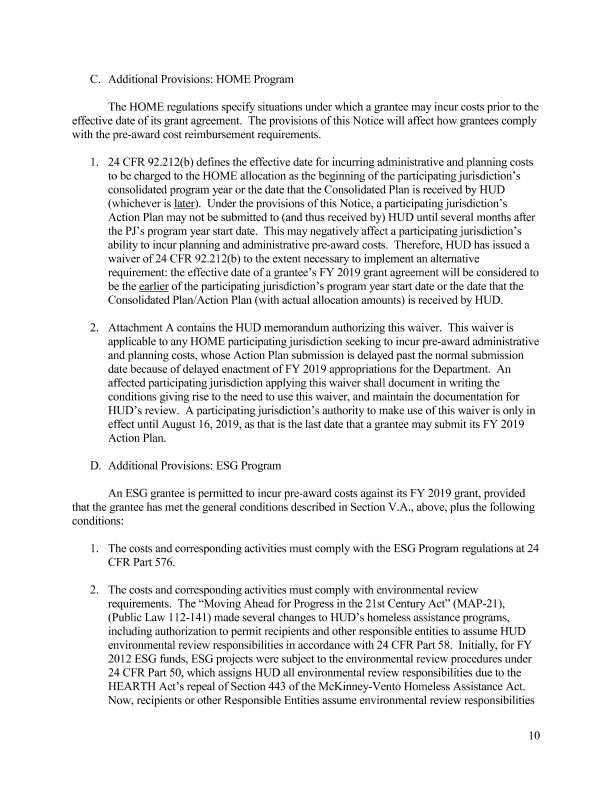 C. Additional Provisions: HOME Program
The HOME regulations specify situations under which a grantee may incur costs prior to the
effective date of its grant agreement. The provisions of this Notice will affect how grantees comply
with the pre-award cost reimbursement requirements.
1. 24 CFR 92.212(b) defines the effective date for incurring administrative and planning costs
to be charged to the HOME allocation as the beginning of the participating jurisdiction's
consolidated program year or the date that the Consolidated Plan is received by HUD
(whichever is later). Under the provisions of this Notice, a participating jurisdiction's
Action Plan may not be submitted to (and thus received by) HUD until several months after
the PJ's program year start date. This may negatively affect a participating jurisdiction's
ability to incur planning and administrative pre-award costs. Therefore, HUD has issued a
waiver of 24 CFR 92.212(b) to the extent necessary to implement an alternative
requirement: the effective date of a grantee's FY 2019 grant agreement will be considered to
be the earlier of the participating jurisdiction's program year start date or the date that the
Consolidated Plan/Action Plan (with actual allocation amounts) is received by HUD.
2. Attachment A contains the HUD memorandum authorizing this waiver. This waiver is
applicable to any HOME participating jurisdiction seeking to incur pre-award administrative
and planning costs, whose Action Plan submission is delayed past the normal submission
date because of delayed enactment of FY 2019 appropriations for the Department. An
affected participating jurisdiction applying this waiver shall document in writing the
conditions giving rise to the need to use this waiver, and maintain the documentation for
HUD's review. A participating jurisdiction's authority to make use of this waiver is only in
effect until August 16, 2019, as that is the last date that a grantee may submit its FY 2019
Action Plan.
D. Additional Provisions: ESG Program
An ESG grantee is permitted to incur pre-award costs against its FY 2019 grant, provided
that the grantee has met the general conditions described in Section V.A., above, plus the following
conditions:
1. The costs and corresponding activities must comply with the ESG Program regulations at 24
CFR Part 576.
2. The costs and corresponding activities must comply with environmental review
requirements. The “Moving Ahead for Progress in the 21st Century Act” (MAP-21),
(Public Law 112-141) made several changes to HUD's homeless assistance programs,
including authorization to permit recipients and other responsible entities to assume HUD
environmental review responsibilities in accordance with 24 CFR Part 58. Initially, for FY
2012 ESG funds, ESG projects were subject to the environmental review procedures under
24 CFR Part 50, which assigns HUD all environmental review responsibilities due to the
HEARTH Act's repeal of Section 443 of the McKinney-Vento Homeless Assistance Act.
Now, recipients or other Responsible Entities assume environmental review responsibilities
10